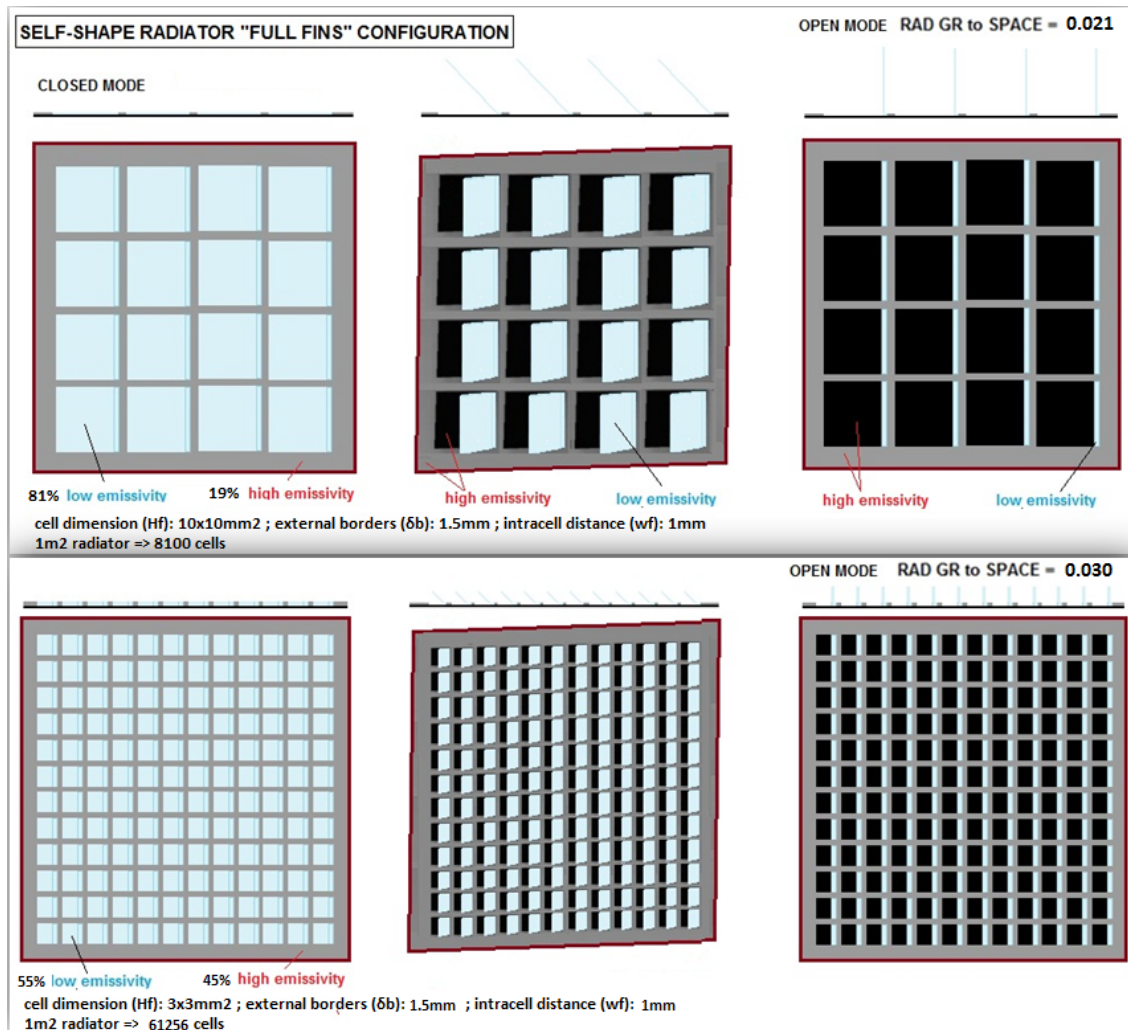 SELF-SHAPE RADIATOR "FULL FINS" CONFIGURATION
OPEN MODE RAD GR to SPACE = 0.021
CLOSED MODE
81% low emissivity 19% high emissivity
high emissivity low emissivity
high emissivity low emissivity
cell dimension (Hf): 10x10mm2 ; external borders (δb): 1.5mm ; intracell distance (wf): 1mm
1m2 radiator => 8100 cells
OPEN MODE RAD GR to SPACE = 0.030
55% low emissivity 45% high emissivity
cell dimension (Hf): 3x3mm2 ; external borders (δb): 1.5mm ; intracell distance (wf): 1mm
1m2 radiator => 61256 cells